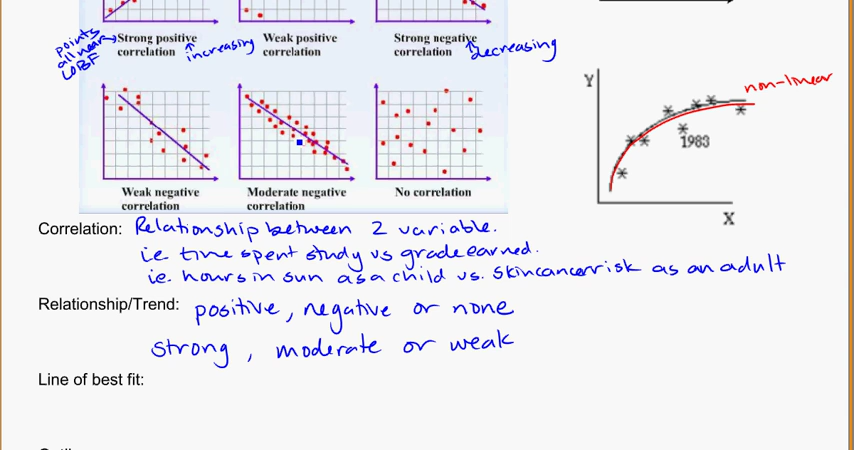 points
all near
LOBF
Strong positive
correlation
increasing
Weak positive
correlation
Strong negative
correlation
decreasing
Y
non-linear
1983
X
Weak negative
correlation
Moderate negative
correlation
No correlation
Correlation: Relationship between 2 variable.
i.e. time spent study vs grade earned.
i.e. hours in sun as a child vs. skin cancer risk as an adult
Relationship/Trend: positive, negative or none
strong, moderate or weak
Line of best fit: